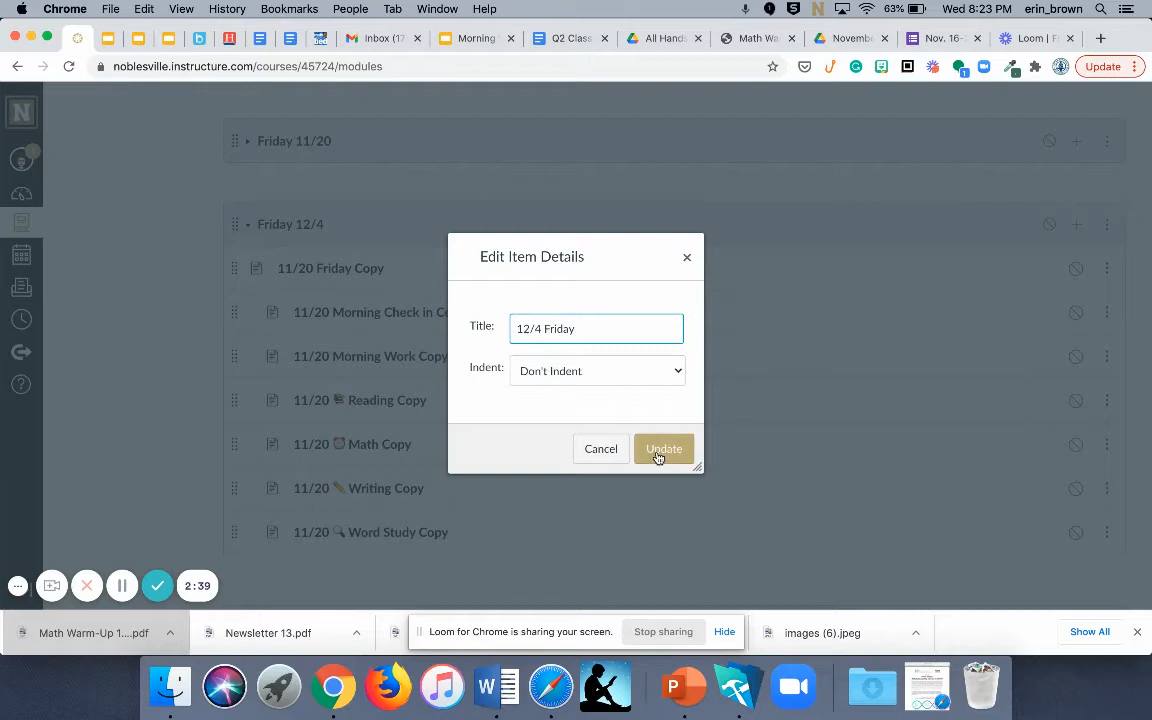 Chrome File Edit View History Bookmarks People Tab Window Help 63% Wed 8:23 PM erin_brown
Inbox (17 Morning Q2 Class All Hands Math Wa November Nov. 16- Loom | F
noblesville.instructure.com/courses/45724/modules Update
Friday 11/20
Friday 12/4
11/20 Friday Copy
11/20 Morning Check in Co
11/20 Morning Work Copy
11/20 Reading Copy
11/20 Math Copy
11/20 Writing Copy
11/20 Word Study Copy
Edit Item Details
Title: 12/4 Friday
Indent: Don't Indent
Cancel Update
2:39
Math Warm-Up 1....pdf Newsletter 13.pdf Loom for Chrome is sharing your screen. Stop sharing Hide images (6).jpeg Show All